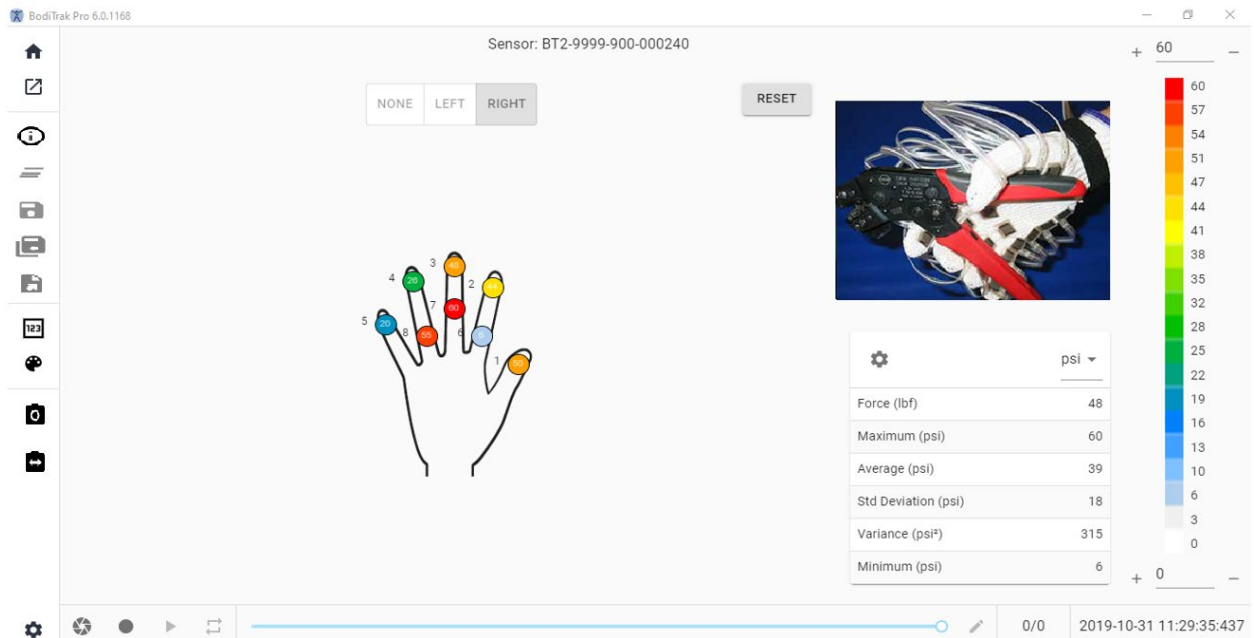 BodiTrak Pro 6.0.1168
Sensor: BT2-9999-900-000240
NONE LEFT RIGHT
RESET
+ 60 −
60
57
54
51
47
44
41
38
35
32
28
25
22
19
16
13
10
6
3
0
+ 0 −
3
4 26
2 44
7 60
5 20
8 55
6 6
1
123
psi
Force (lbf) 48
Maximum (psi) 60
Average (psi) 39
Std Deviation (psi) 18
Variance (psi²) 315
Minimum (psi) 6
0/0 2019-10-31 11:29:35:437